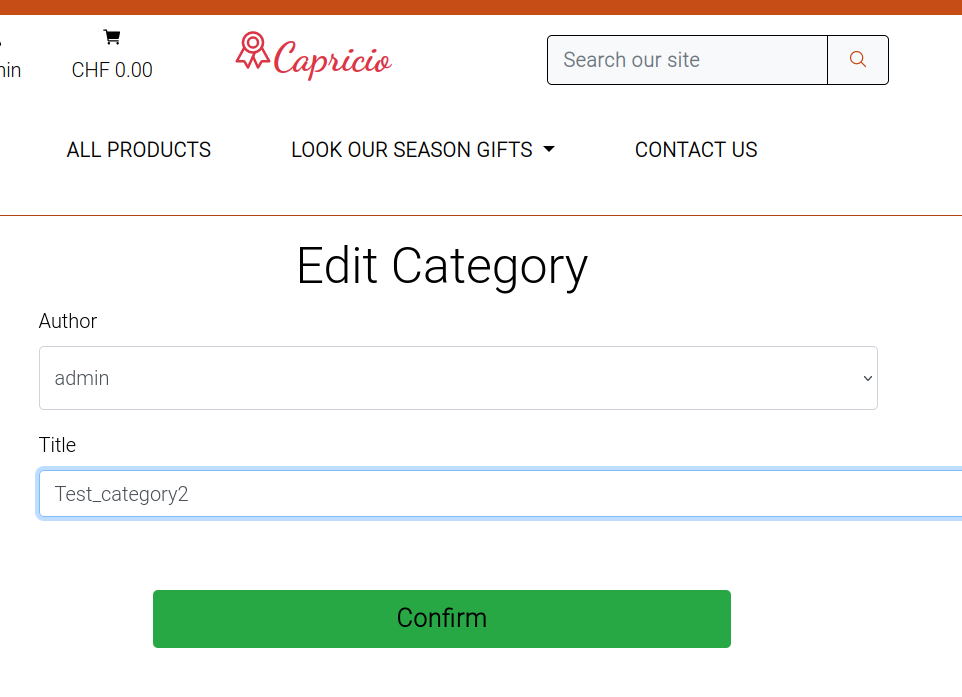 CHF 0.00
Capricio
Search our site
ALL PRODUCTS
LOOK OUR SEASON GIFTS
CONTACT US
Edit Category
Author
admin
Title
Test_category2
Confirm